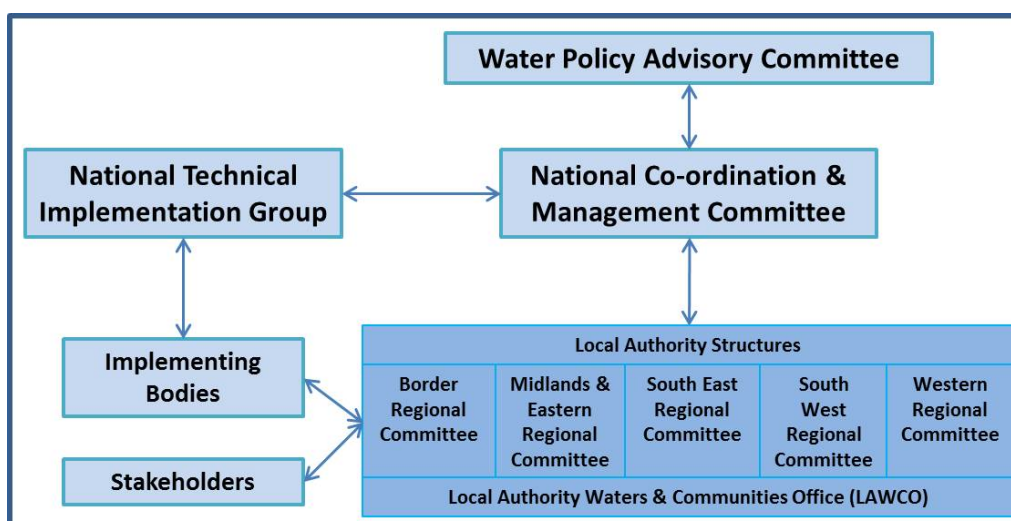 Water Policy Advisory Committee
National Technical
Implementation Group
National Co-ordination &
Management Committee
Implementing
Bodies
Stakeholders
Local Authority Structures
Border
Regional
Committee
Midlands &
Eastern
Regional
Committee
South East
Regional
Committee
South
West
Regional
Committee
Western
Regional
Committee
Local Authority Waters & Communities Office (LAWCO)